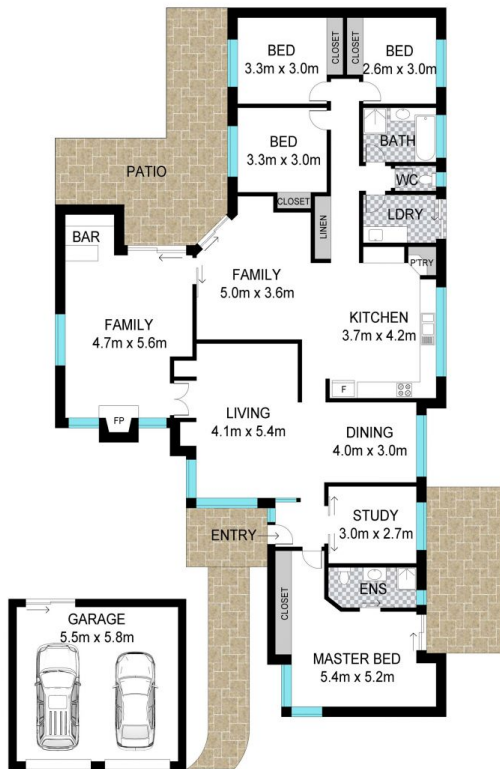 BED
3.3m x 3.0m
CLOSET
CLOSET
BED
2.6m x 3.0m
BED
3.3m x 3.0m
BATH
PATIO
WC
CLOSET
LINEN
LDRY
BAR
FAMILY
5.0m x 3.6m
P'TRY
FAMILY
4.7m x 5.6m
KITCHEN
3.7m x 4.2m
F
FP
LIVING
4.1m x 5.4m
DINING
4.0m x 3.0m
ENTRY
STUDY
3.0m x 2.7m
CLOSET
ENS
GARAGE
5.5m x 5.8m
MASTER BED
5.4m x 5.2m